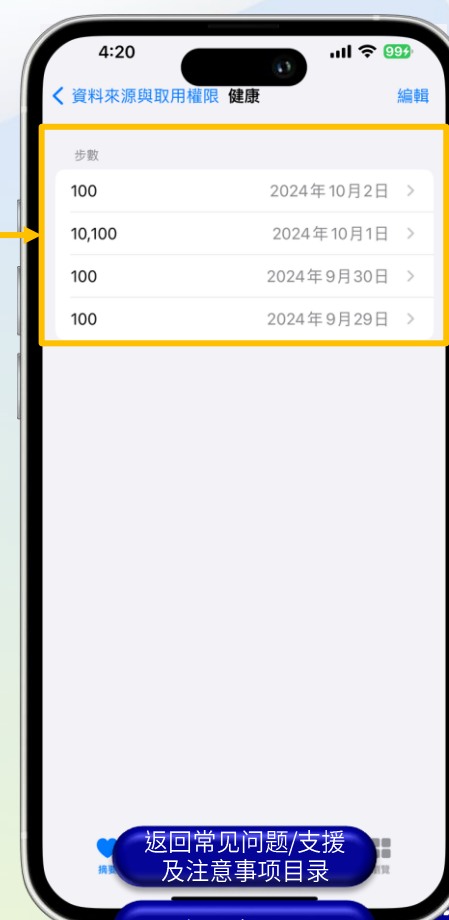 4:20
99
資料來源與取用權限 健康 編輯
步數
100 2024年10月2日
10,100 2024年10月1日
100 2024年9月30日
100 2024年9月29日
返回常见问题/支援
及注意事项目录